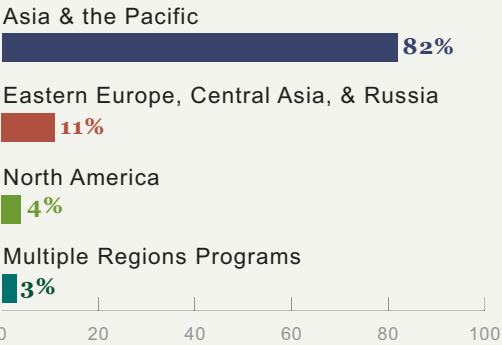 Asia & the Pacific
82%
Eastern Europe, Central Asia, & Russia
11%
North America
4%
Multiple Regions Programs
3%
0 20 40 60 80 100